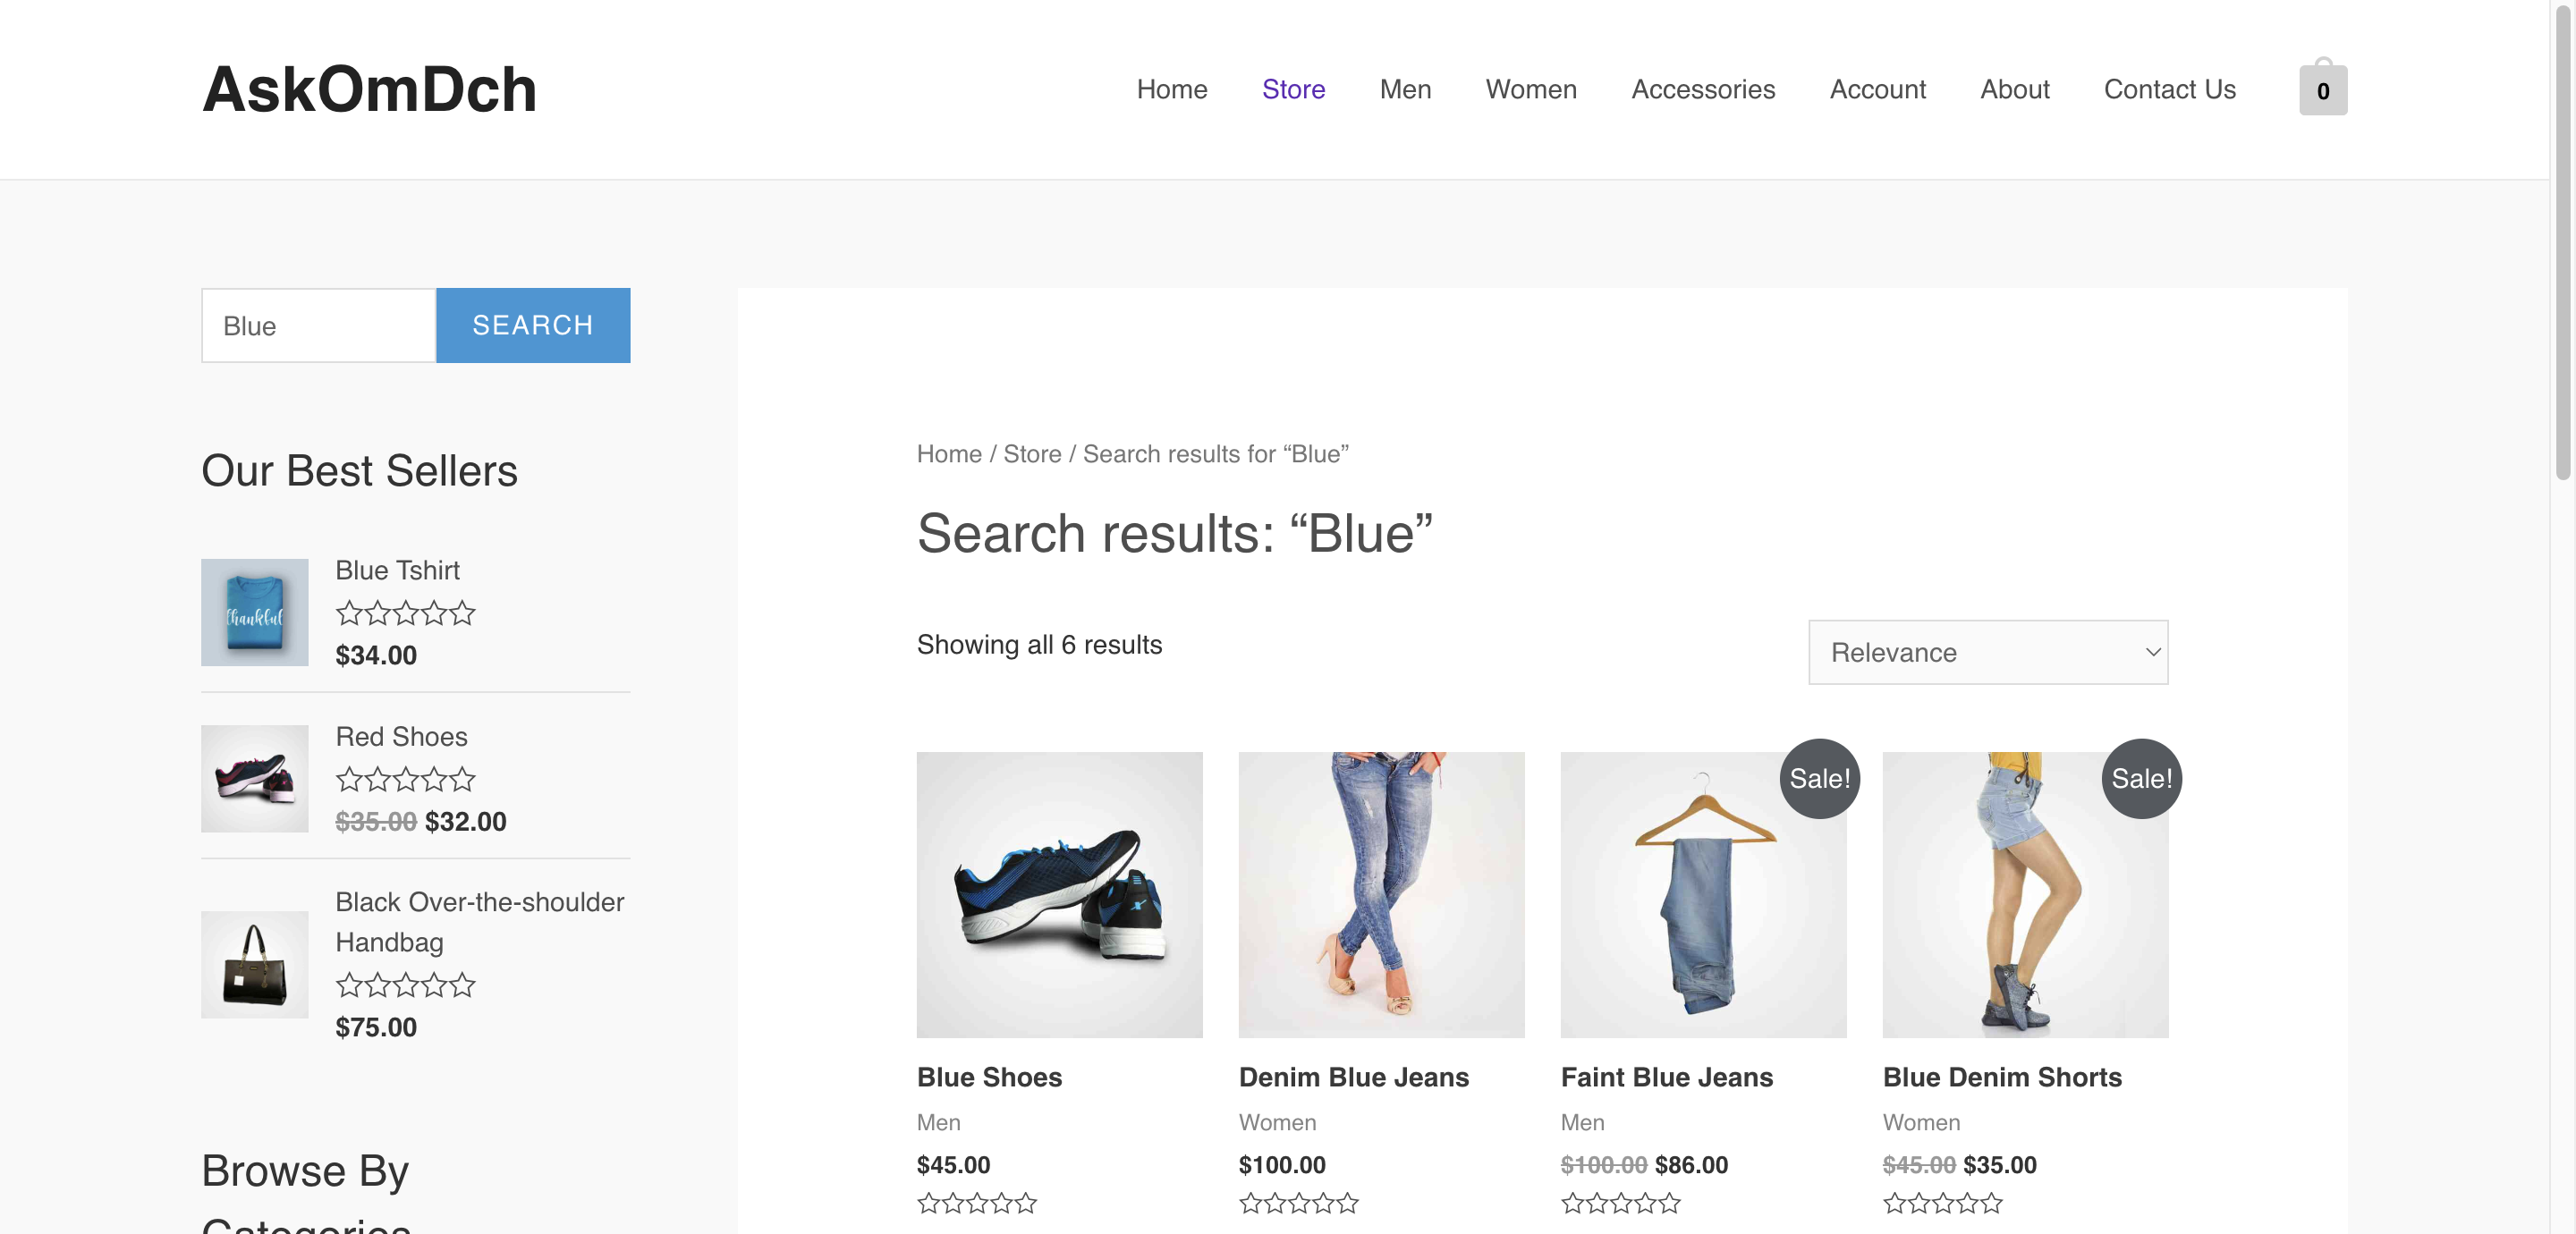 AskOmDch
Home Store Men Women Accessories Account About Contact Us 0
Blue SEARCH
Our Best Sellers
thankful
Blue Tshirt
$34.00
Red Shoes
$35.00 $32.00
Black Over-the-shoulder
Handbag
$75.00
Browse By
Categories
Home / Store / Search results for “Blue”
Search results: “Blue”
Showing all 6 results
Relevance
Sale!
Sale!
Blue Shoes
Men
$45.00
Denim Blue Jeans
Women
$100.00
Faint Blue Jeans
Men
$100.00 $86.00
Blue Denim Shorts
Women
$45.00 $35.00